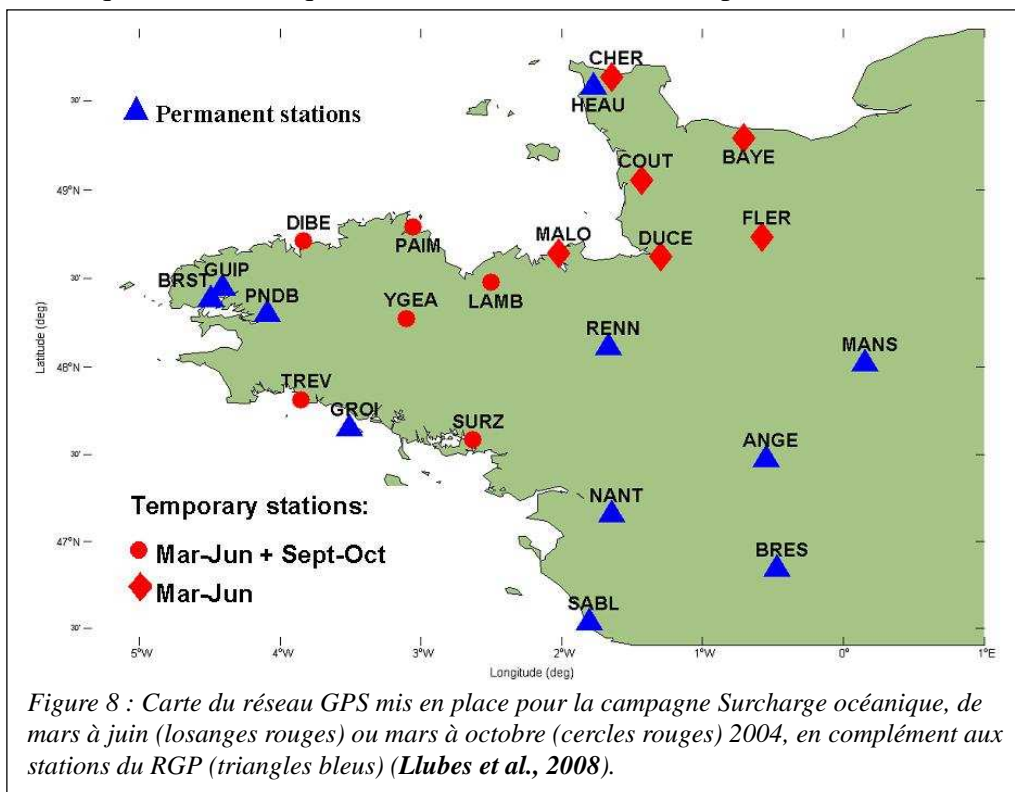 CHER
30'
Permanent stations
HEAU
BAYE
COUT
49°N
FLER
DIBE
MALO
DUCE
PAIM
30'
GUIP
BRST
PNDB
LAMB
YGEA
RENN
MANS
Latitude (deg)
48°N
TREV
GROI
SURZ
30'
ANGE
NANT
Temporary stations:
47°N
Mar-Jun + Sept-Oct
BRES
Mar-Jun
SABL
30'
5°W
4°W
3°W
2°W
1°W
0°
1°E
Longitude (deg)
Figure 8 : Carte du réseau GPS mis en place pour la campagne Surcharge océanique, de
mars à juin (losanges rouges) ou mars à octobre (cercles rouges) 2004, en complément aux
stations du RGP (triangles bleus) (Llubes et al., 2008).